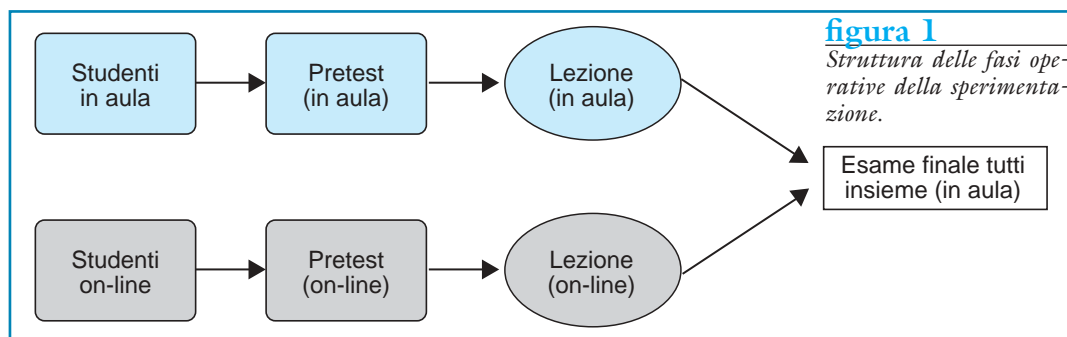 figura 1
Struttura delle fasi ope-
rative della sperimenta-
zione.
Studenti
in aula
Pretest
(in aula)
Lezione
(in aula)
Esame finale tutti
insieme (in aula)
Studenti
on-line
Pretest
(on-line)
Lezione
(on-line)